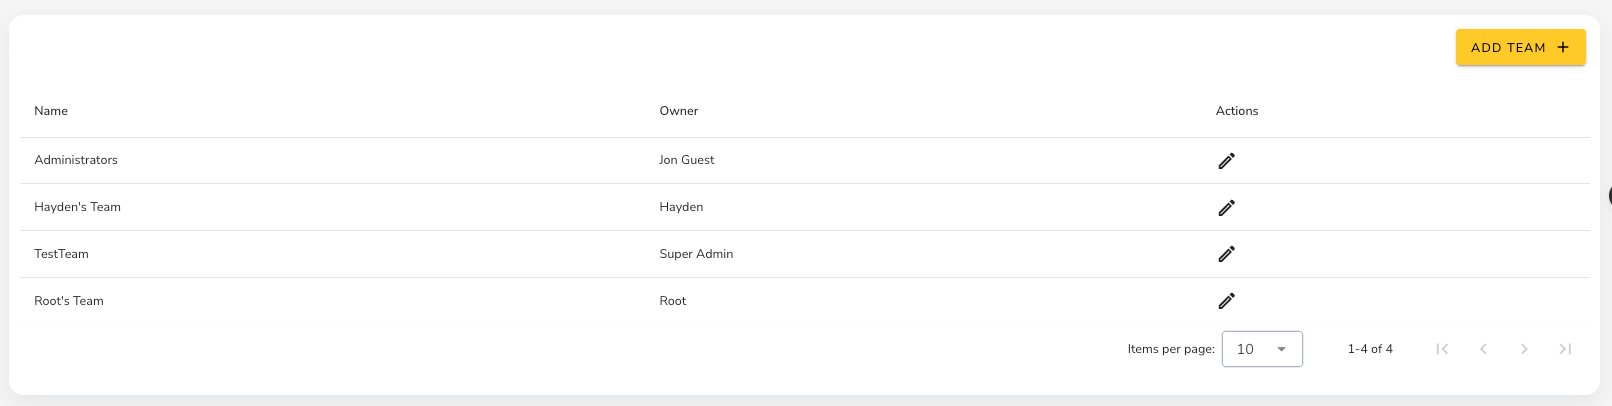 ADD TEAM +
Name Owner Actions
Administrators Jon Guest
Hayden's Team Hayden
TestTeam Super Admin
Root's Team Root
Items per page: 10 1-4 of 4